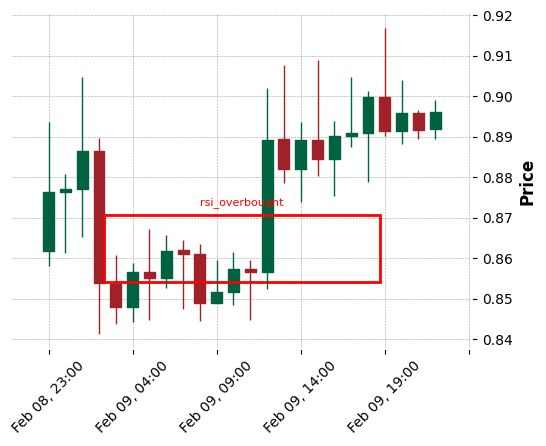 0.92
0.91
0.90
0.89
0.88
0.87
0.86
0.85
0.84
Price
rsi_overbought
Feb 08, 23:00
Feb 09, 04:00
Feb 09, 09:00
Feb 09, 14:00
Feb 09, 19:00